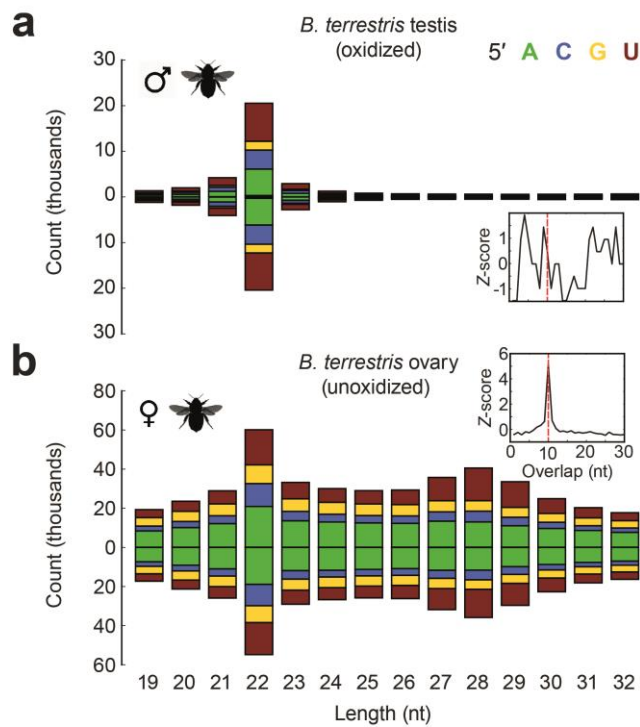 a
B. terrestris testis
(oxidized)
5′ A C G U
Count (thousands)
30
20
10
0
10
20
30
Z-score
1
0
-1
b
B. terrestris ovary
(unoxidized)
Z-score
6
4
2
0
0 10 20 30
Overlap (nt)
Count (thousands)
80
60
40
20
0
20
40
60
19 20 21 22 23 24 25 26 27 28 29 30 31 32
Length (nt)